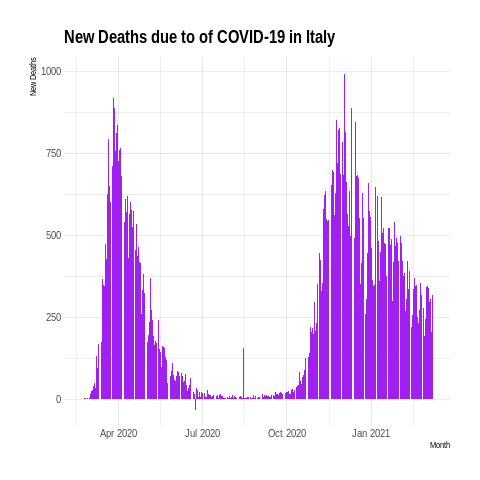 New Deaths due to of COVID-19 in Italy
New Deaths
1000
750
500
250
0
Apr 2020 Jul 2020 Oct 2020 Jan 2021
Month